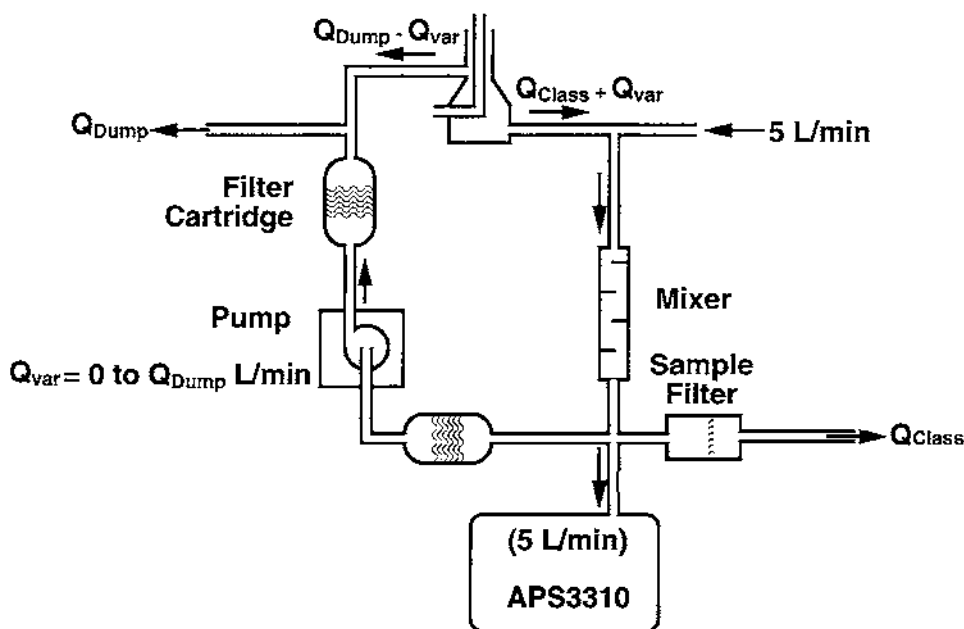 Q_Dump - Q_var
Q_Class + Q_var
Q_Dump
5 L/min
Filter
Cartridge
Mixer
Pump
Q_var = 0 to Q_Dump L/min
Sample
Filter
Q_Class
(5 L/min)
APS3310